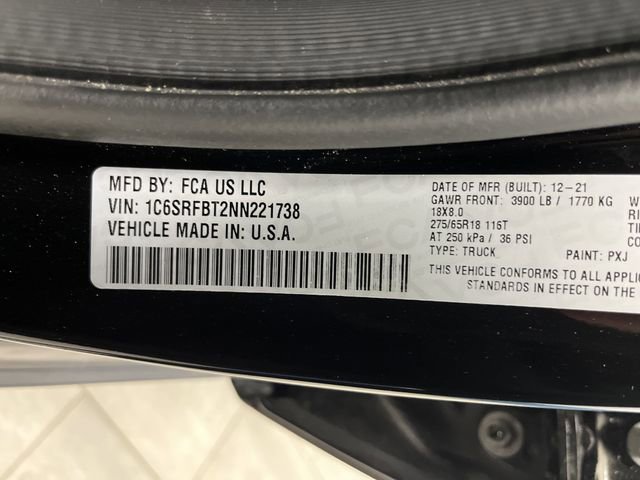 MFD BY: FCA US LLC
VIN: 1C6SRFBT2NN221738
VEHICLE MADE IN: U.S.A.
DATE OF MFR (BUILT): 12-21
GAWR FRONT: 3900 LB / 1770 KG
18X8.0
275/65R18 116T
AT 250 kPa / 36 PSI
TYPE: TRUCK
PAINT: PXJ
THIS VEHICLE CONFORMS TO ALL APPLIC
STANDARDS IN EFFECT ON THE